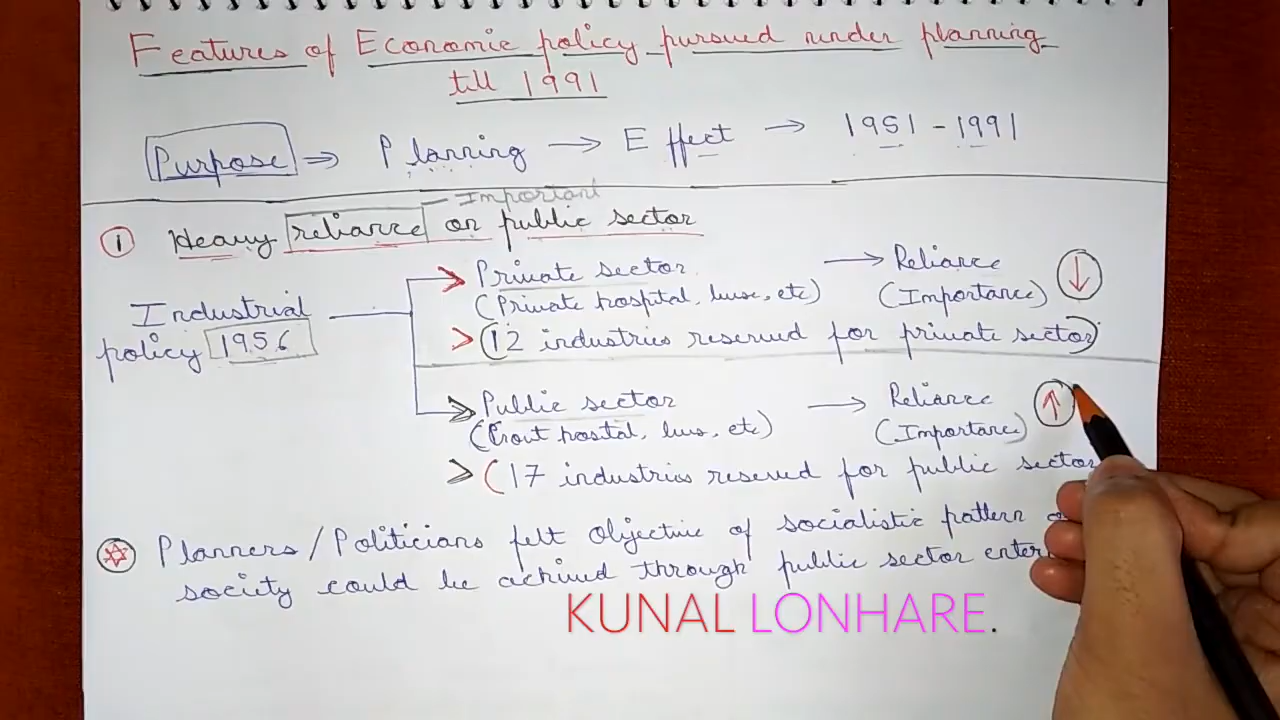 Features of Economic policy pursued under planning
till 1991
Purpose ⇒ Planning → Effect → 1951 - 1991
Important
① Heavy reliance on public sector
Industrial policy 1956
> Private sector → Reliance ↓
(Private hospital, buse, etc) (Importance)
> (12 industries reserved for private sector)
> Public sector → Reliance ↑
(Govt hostal, bus, etc) (Importance)
> (17 industries reserved for public sector
Planners/Politicians felt objective of socialistic pattern
society could be achived through public sector
KUNAL LONHARE.